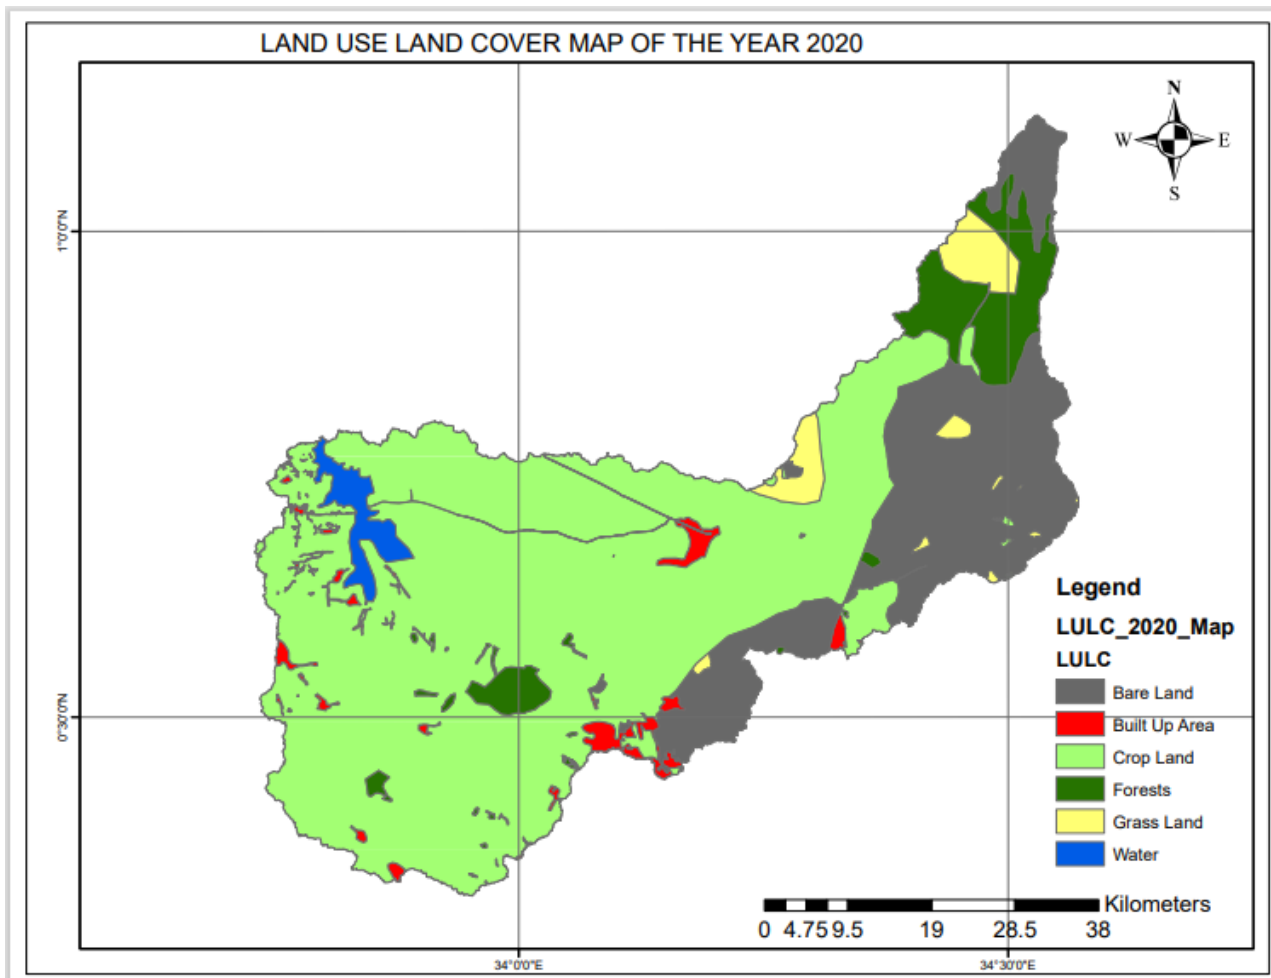 LAND USE LAND COVER MAP OF THE YEAR 2020
N
W E
S
1°0'0"N
0°30'0"N
Legend
LULC_2020_Map
LULC
Bare Land
Built Up Area
Crop Land
Forests
Grass Land
Water
Kilometers
0 4.75 9.5 19 28.5 38
34°0'0"E 34°30'0"E